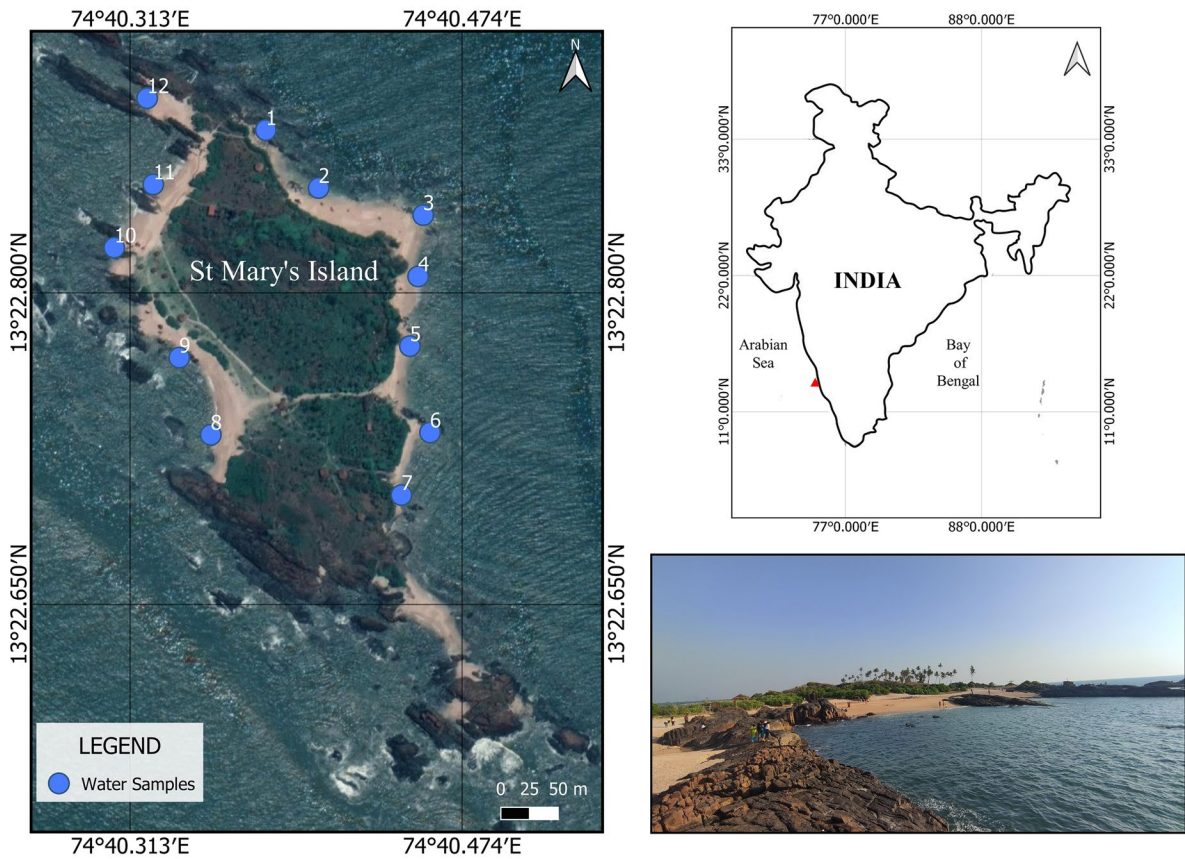 74°40.313′E
74°40.474′E
N
12
1
11
2
3
10
4
St Mary's Island
13°22.800′N
13°22.800′N
5
9
6
8
7
13°22.650′N
13°22.650′N
LEGEND
Water Samples
0 25 50 m
74°40.313′E
74°40.474′E
77°0.000′E
88°0.000′E
33°0.000′N
33°0.000′N
22°0.000′N
22°0.000′N
INDIA
Arabian
Sea
Bay
of
Bengal
11°0.000′N
11°0.000′N
77°0.000′E
88°0.000′E